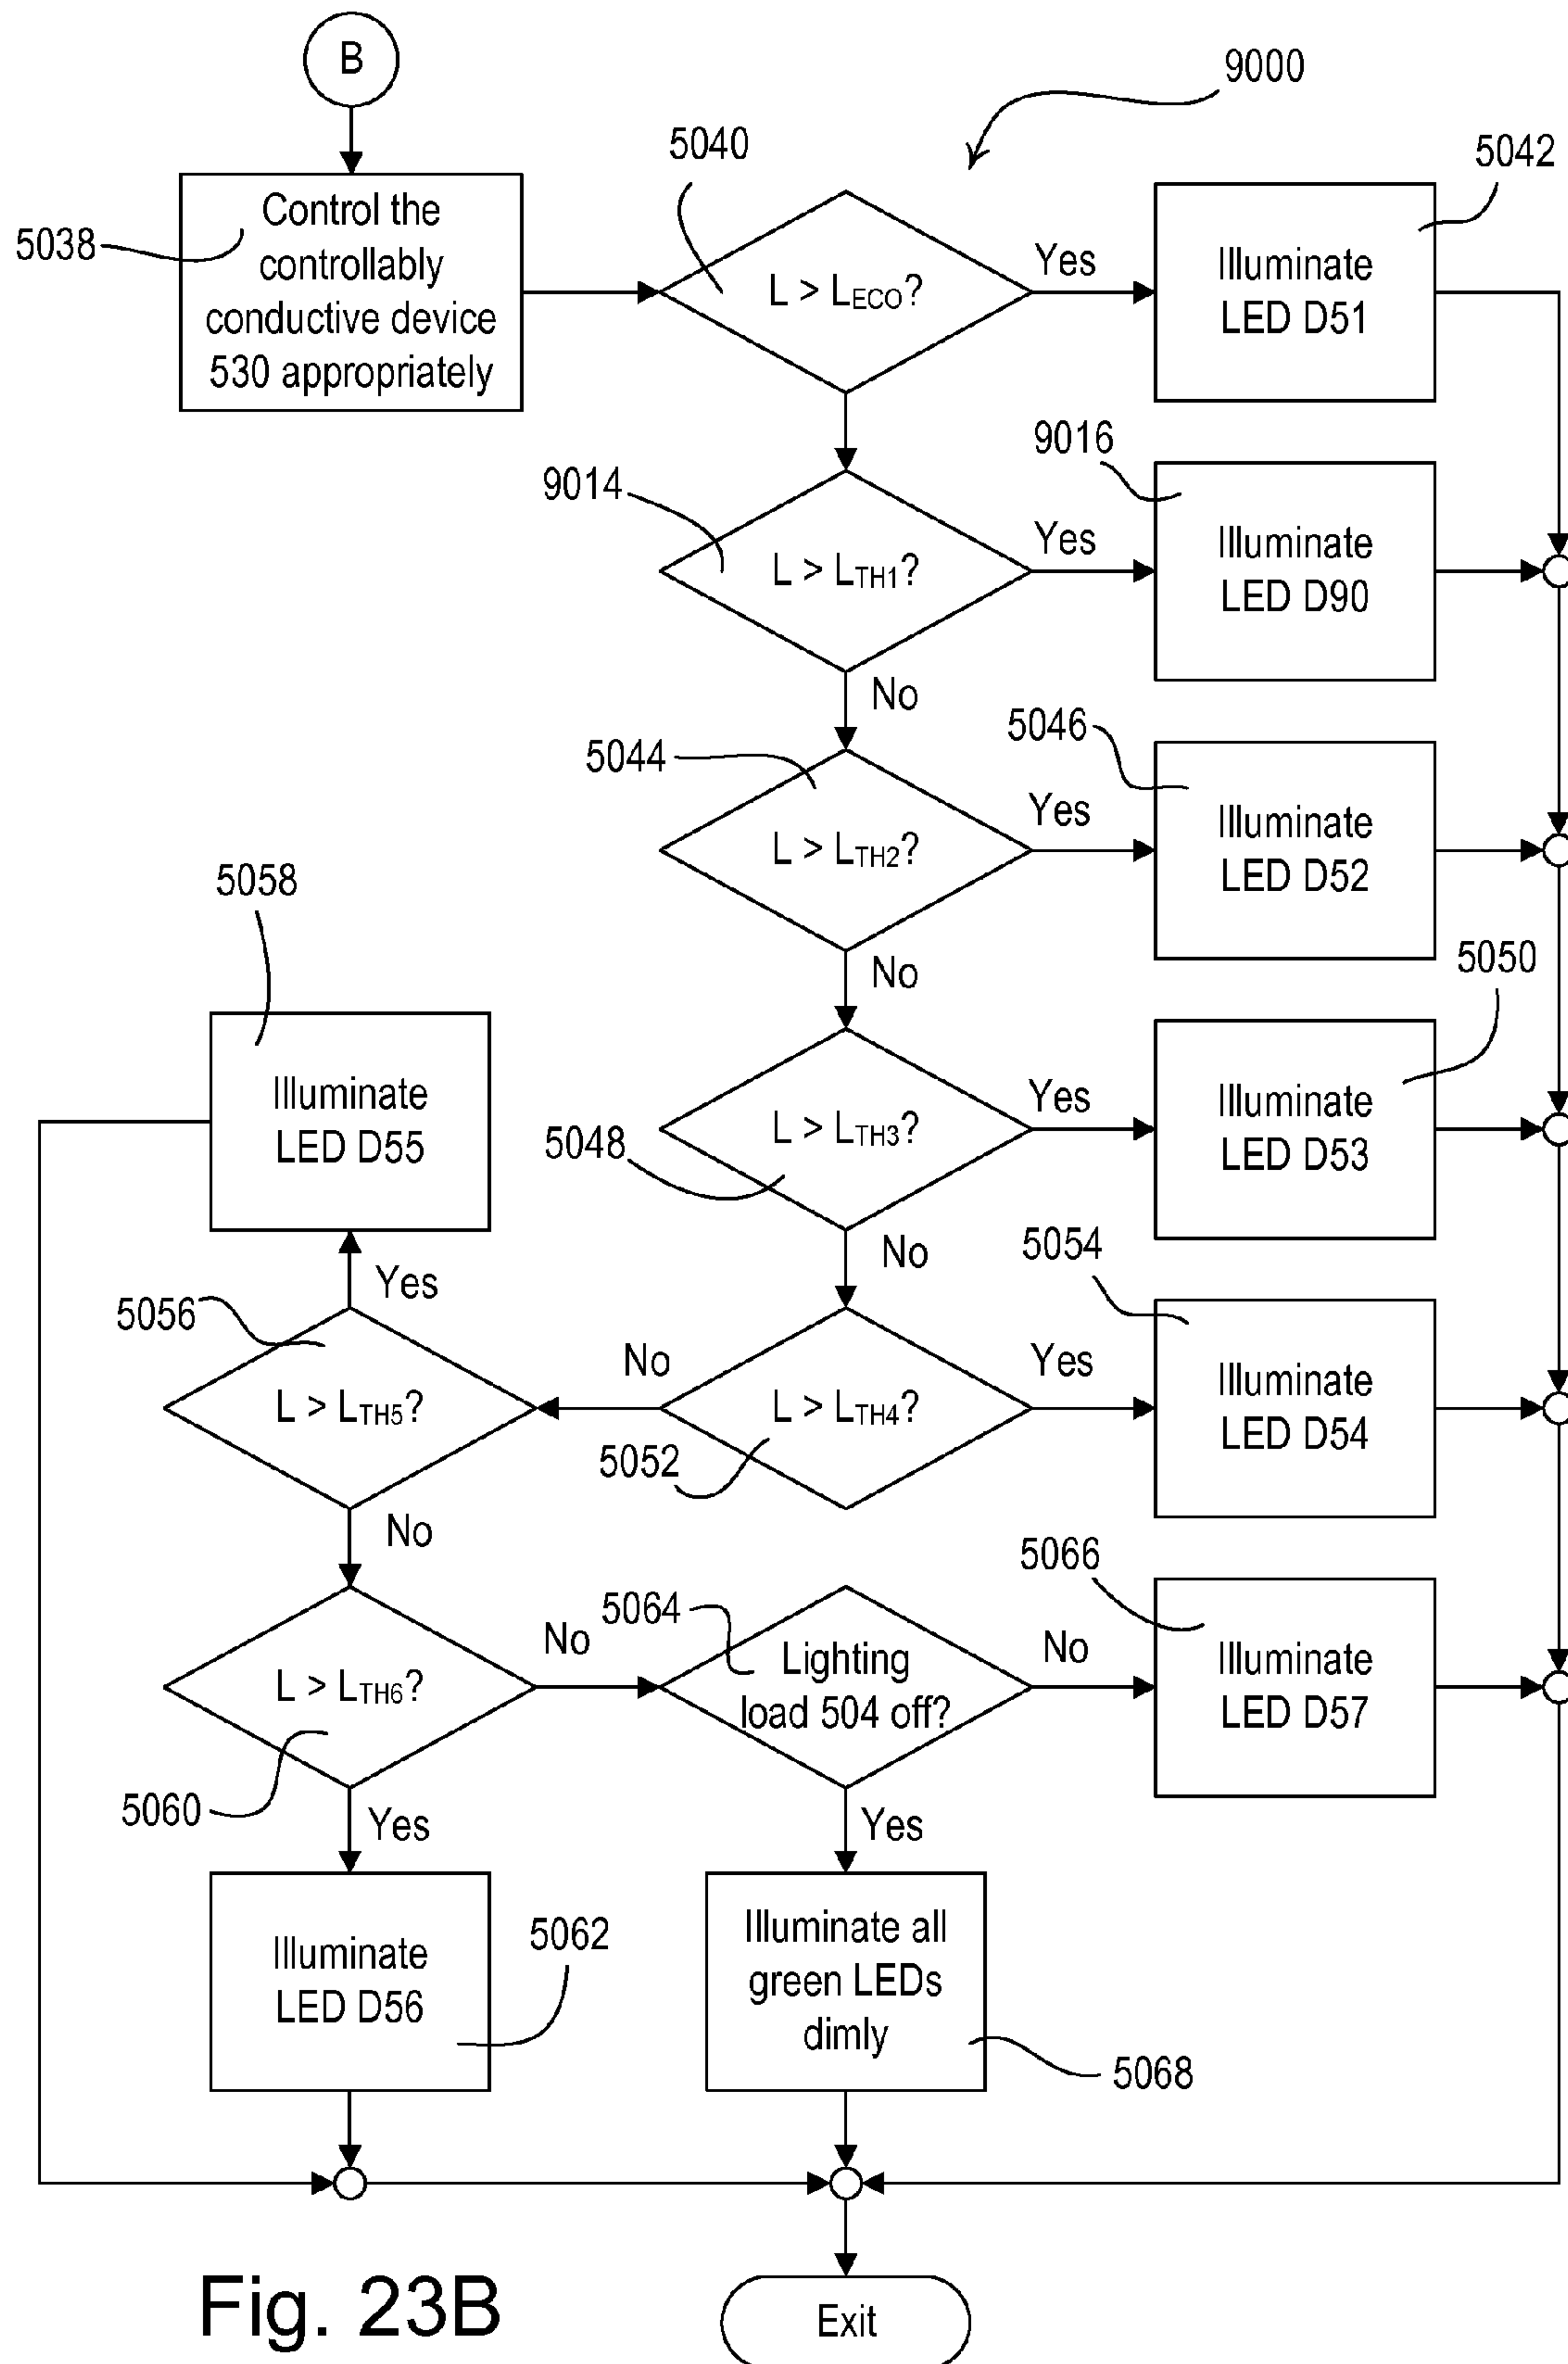 B
9000
5040
5042
5038
Control the
controllably
conductive device
530 appropriately
L > LECO?
Yes
Illuminate
LED D51
9014
9016
L > LTH1?
Yes
Illuminate
LED D90
No
5044
5046
L > LTH2?
Yes
Illuminate
LED D52
No
5058
5050
Illuminate
LED D55
5048
L > LTH3?
Yes
Illuminate
LED D53
No
5054
Yes
5056
L > LTH5?
No
L > LTH4?
5052
Yes
Illuminate
LED D54
No
5066
5064
L > LTH6?
No
Lighting
load 504 off?
No
Illuminate
LED D57
5060
Yes
Yes
Illuminate
LED D56
5062
Illuminate all
green LEDs
dimly
5068
Fig. 23B
Exit